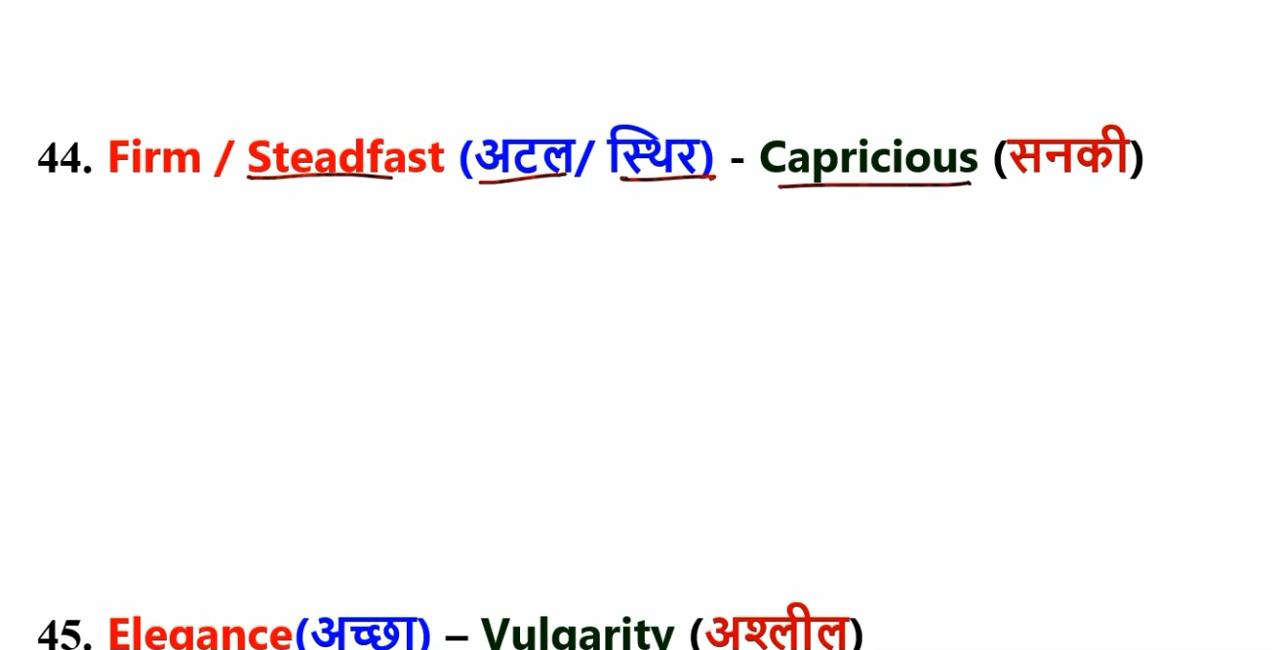 44. Firm / Steadfast (अटल/ स्थिर) - Capricious (सनकी)
45. Elegance(अच्छा) – Vulgarity (अश्लील)